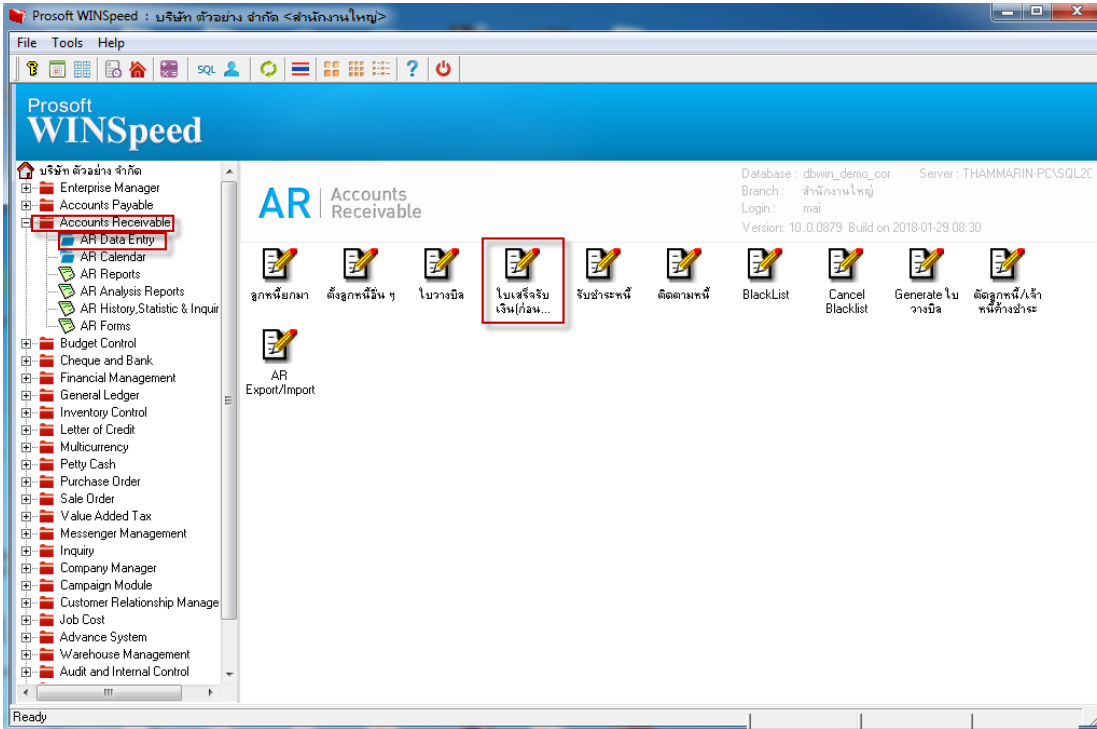 Prosoft WINSpeed : บริษัท ตัวอย่าง จำกัด <สำนักงานใหญ่>
File Tools Help
SQL
Prosoft
WINSpeed
บริษัท ตัวอย่าง จำกัด
Enterprise Manager
Accounts Payable
Accounts Receivable
AR Data Entry
AR Calendar
AR Reports
AR Analysis Reports
AR History,Statistic & Inquir
AR Forms
Budget Control
Cheque and Bank
Financial Management
General Ledger
Inventory Control
Letter of Credit
Multicurrency
Petty Cash
Purchase Order
Sale Order
Value Added Tax
Messenger Management
Inquiry
Company Manager
Campaign Module
Customer Relationship Manage
Job Cost
Advance System
Warehouse Management
Audit and Internal Control
AR Accounts
Receivable
Database : dbwin_demo_cor Server : THAMMARIN-PC\SQL20
Branch : สำนักงานใหญ่
Login : mai
Version: 10.0.0879 Build on 2018-01-29 08:30
ลูกหนี้ยกมา
ตั้งลูกหนี้อื่น ๆ
ใบวางบิล
ใบเสร็จรับ
เงิน(ก่อน...
รับชำระหนี้
ติดตามหนี้
BlackList
Cancel
Blacklist
Generate ใบ
วางบิล
ตัดลูกหนี้/เจ้า
หนี้ค้างชำระ
AR
Export/Import
Ready